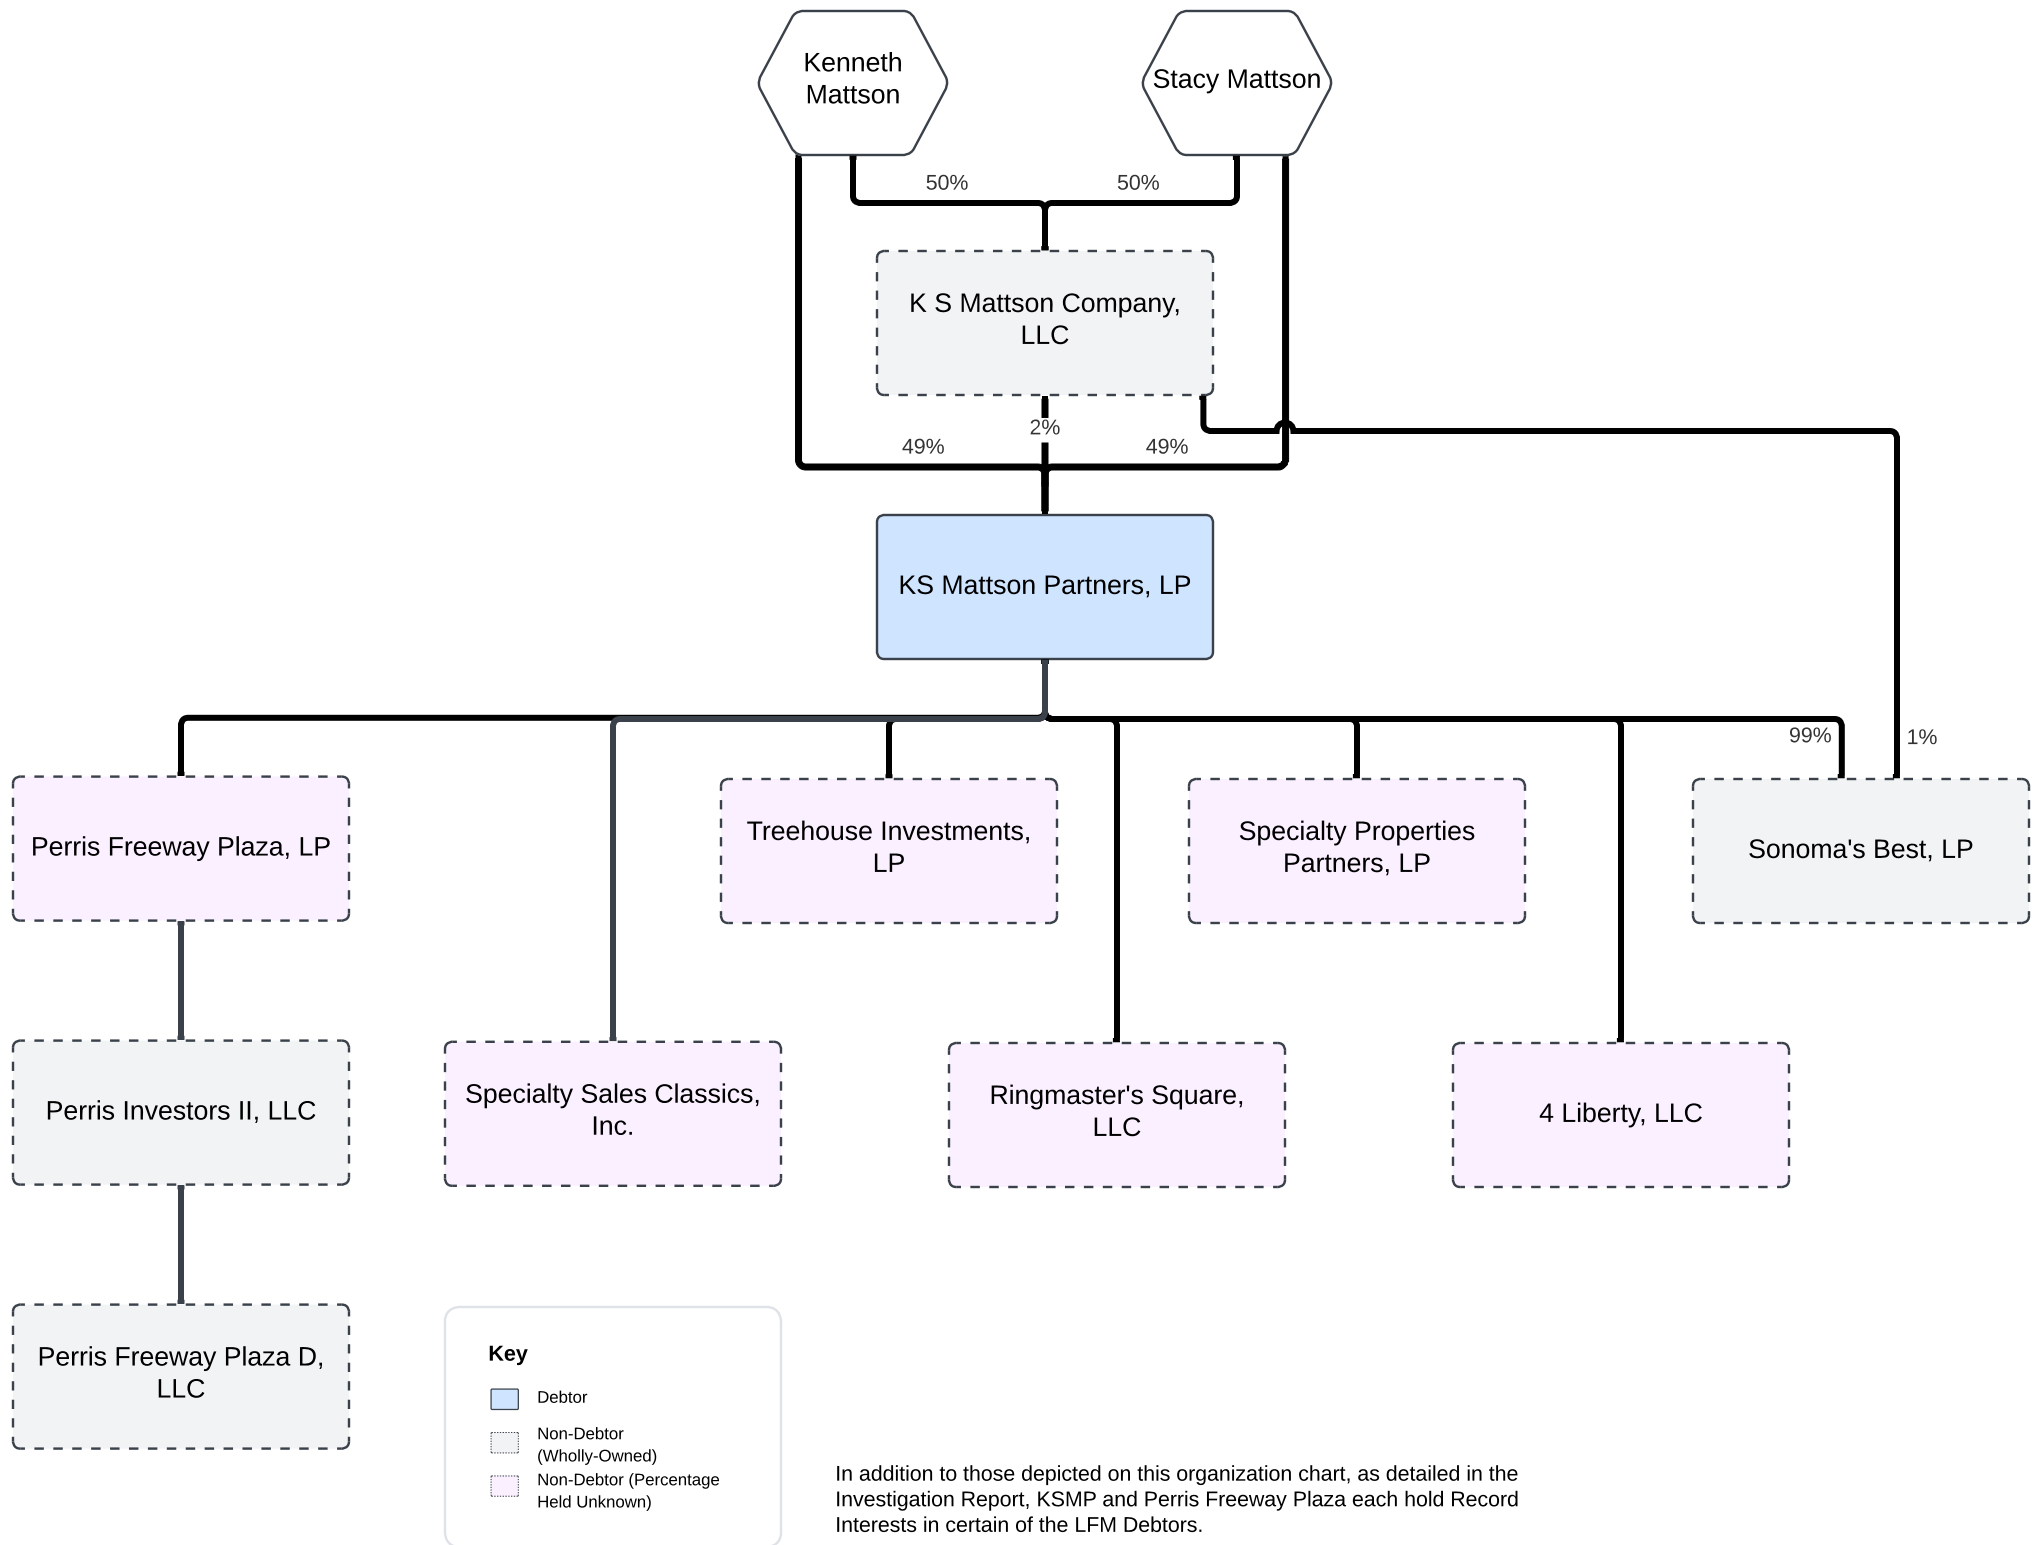 Kenneth
Mattson
Stacy Mattson
50%
50%
K S Mattson Company,
LLC
2%
49%
49%
KS Mattson Partners, LP
99%
1%
Perris Freeway Plaza, LP
Treehouse Investments,
LP
Specialty Properties
Partners, LP
Sonoma's Best, LP
Perris Investors II, LLC
Specialty Sales Classics,
Inc.
Ringmaster's Square,
LLC
4 Liberty, LLC
Perris Freeway Plaza D,
LLC
Key
Debtor
Non-Debtor
(Wholly-Owned)
Non-Debtor (Percentage
Held Unknown)
In addition to those depicted on this organization chart, as detailed in the
Investigation Report, KSMP and Perris Freeway Plaza each hold Record
Interests in certain of the LFM Debtors.